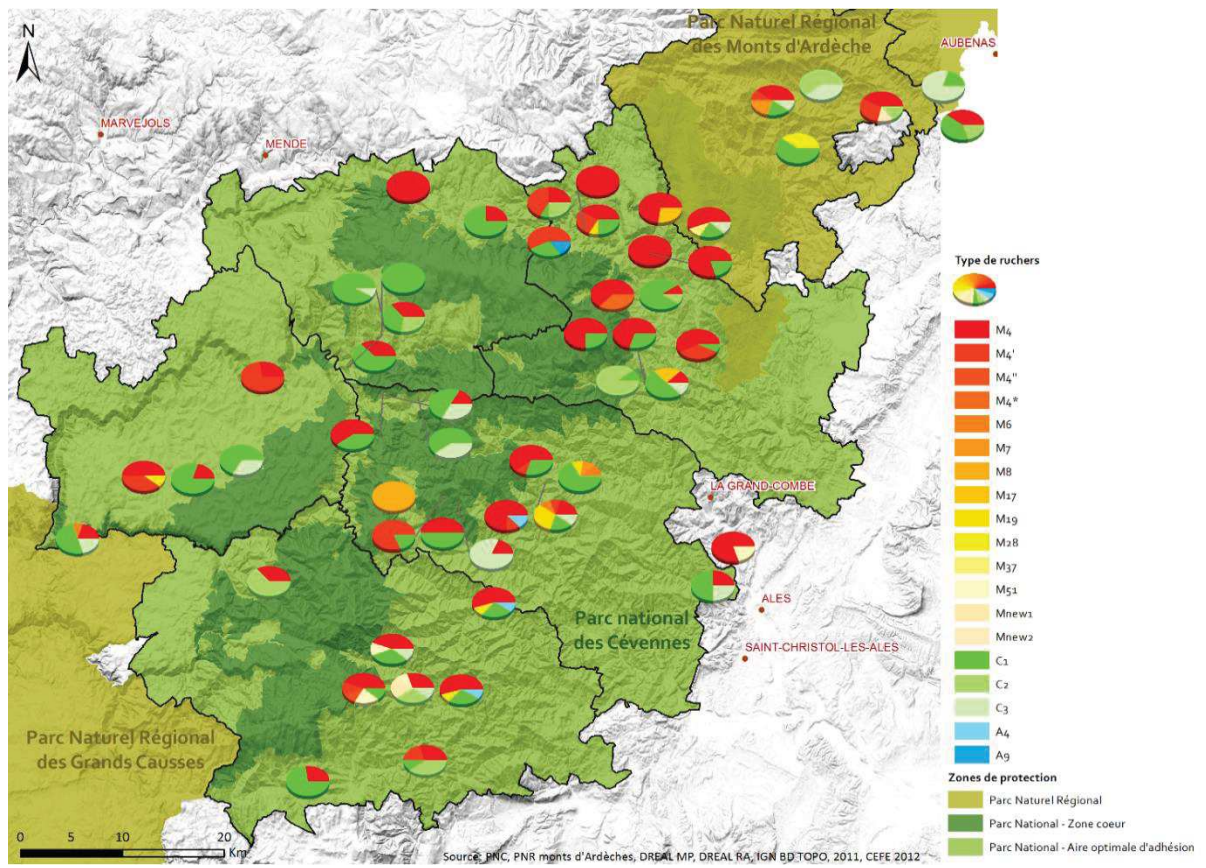 Parc Naturel Régional
des Monts d'Ardèche
AUBENAS
N
MARVEJOLS
MENDE
LA GRAND-COMBE
ALES
Parc national
des Cévennes
SAINT-CHRISTOL-LES-ALES
Parc Naturel Régional
des Grands Causses
0 5 10 20
Km
Source: PNC, PNR monts d'Ardèches, DREAL MP, DREAL RA, IGN BD TOPO, 2011, CEFE 2012
Type de ruchers
M4
M4'
M4"
M4*
M6
M7
M8
M17
M19
M28
M37
M51
Mnew1
Mnew2
C1
C2
C3
A4
A9
Zones de protection
Parc Naturel Régional
Parc National - Zone coeur
Parc National - Aire optimale d'adhésion